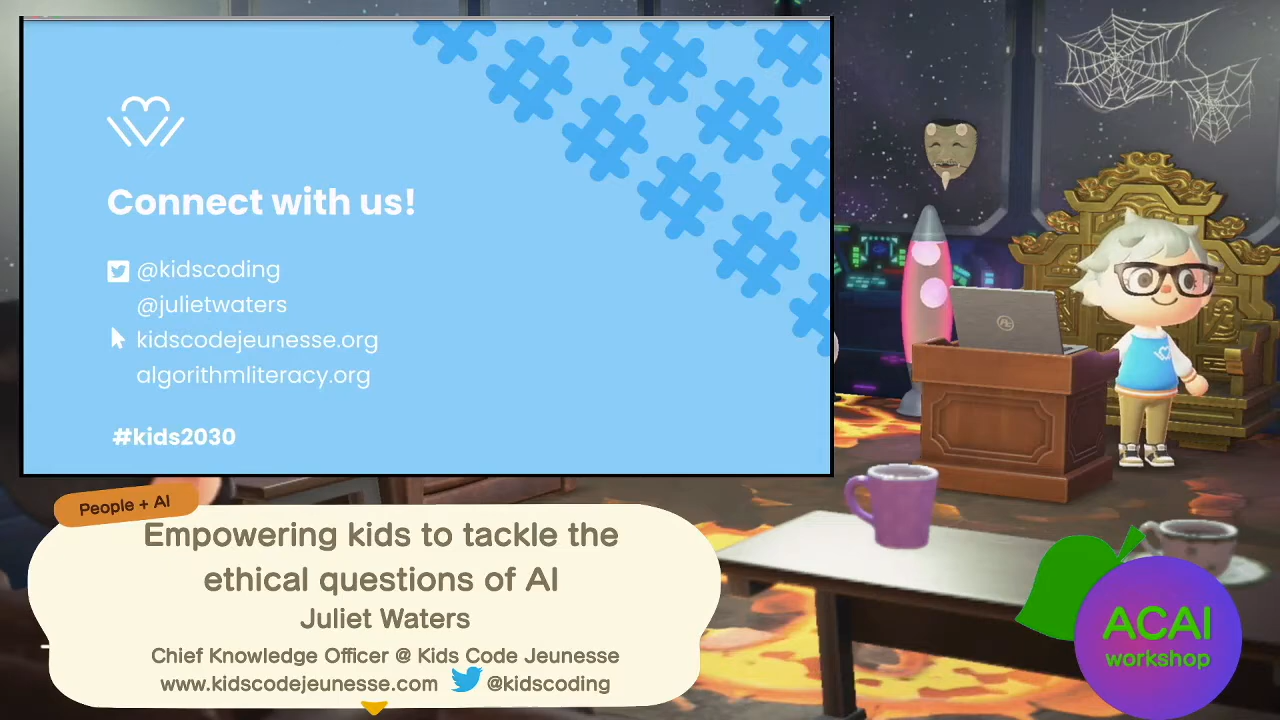 Connect with us!
@kidscoding
@julietwaters
kidscodejeunesse.org
algorithmliteracy.org
#kids2030
People + AI
Empowering kids to tackle the
ethical questions of AI
Juliet Waters
Chief Knowledge Officer @ Kids Code Jeunesse
www.kidscodejeunesse.com @kidscoding
ACAI
workshop